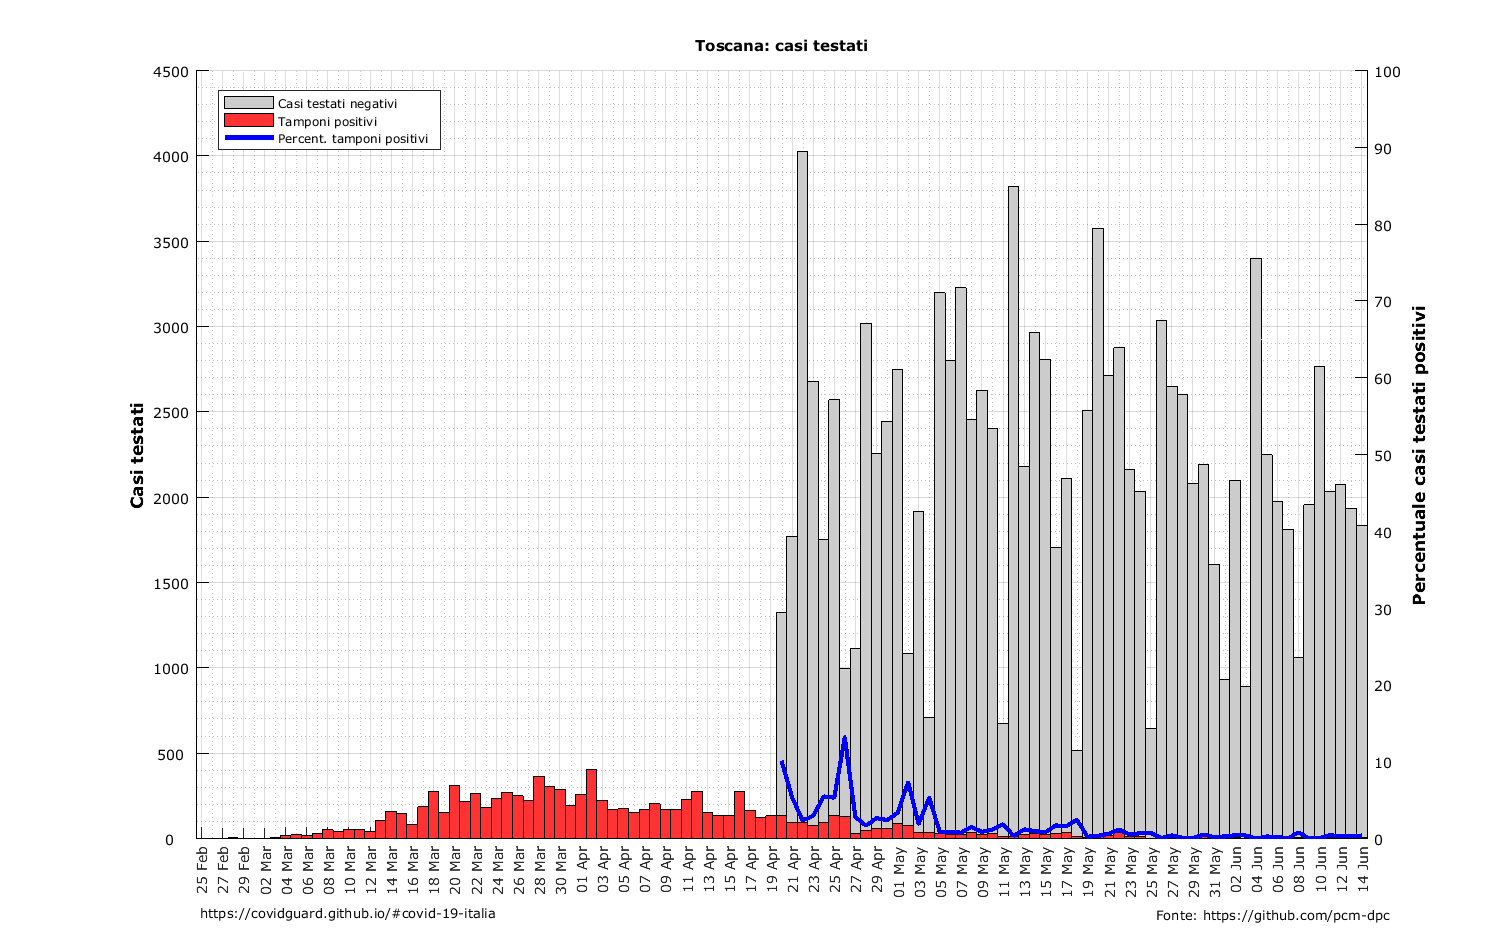 Toscana: casi testati
Casi testati negativi
Tamponi positivi
Percent. tamponi positivi
Casi testati
4500
4000
3500
3000
2500
2000
1500
1000
500
0
100
90
80
70
60
50
40
30
20
10
0
Percentuale casi testati positivi
25 Feb
27 Feb
29 Feb
02 Mar
04 Mar
06 Mar
08 Mar
10 Mar
12 Mar
14 Mar
16 Mar
18 Mar
20 Mar
22 Mar
24 Mar
26 Mar
28 Mar
30 Mar
01 Apr
03 Apr
05 Apr
07 Apr
09 Apr
11 Apr
13 Apr
15 Apr
17 Apr
19 Apr
21 Apr
23 Apr
25 Apr
27 Apr
29 Apr
01 May
03 May
05 May
07 May
09 May
11 May
13 May
15 May
17 May
19 May
21 May
23 May
25 May
27 May
29 May
31 May
02 Jun
04 Jun
06 Jun
08 Jun
10 Jun
12 Jun
14 Jun
https://covidguard.github.io/#covid-19-italia
Fonte: https://github.com/pcm-dpc